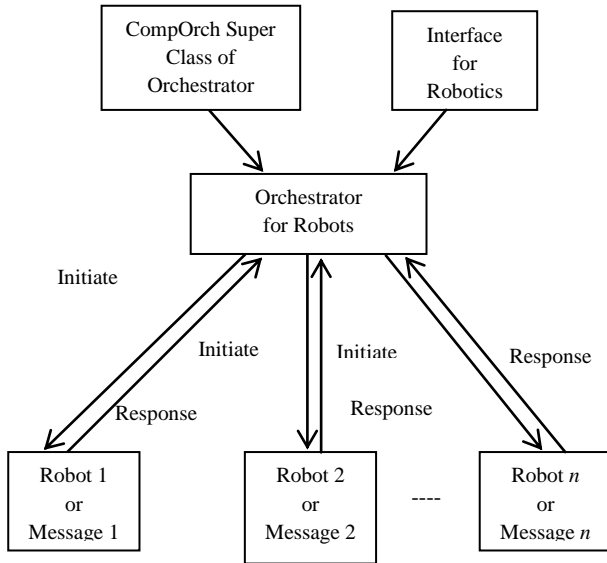 CompOrch Super
Class of
Orchestrator
Interface
for
Robotics
Orchestrator
for Robots
Initiate
Initiate
Initiate
Response
Response
Response
Robot 1
or
Message 1
Robot 2
or
Message 2
----
Robot n
or
Message n